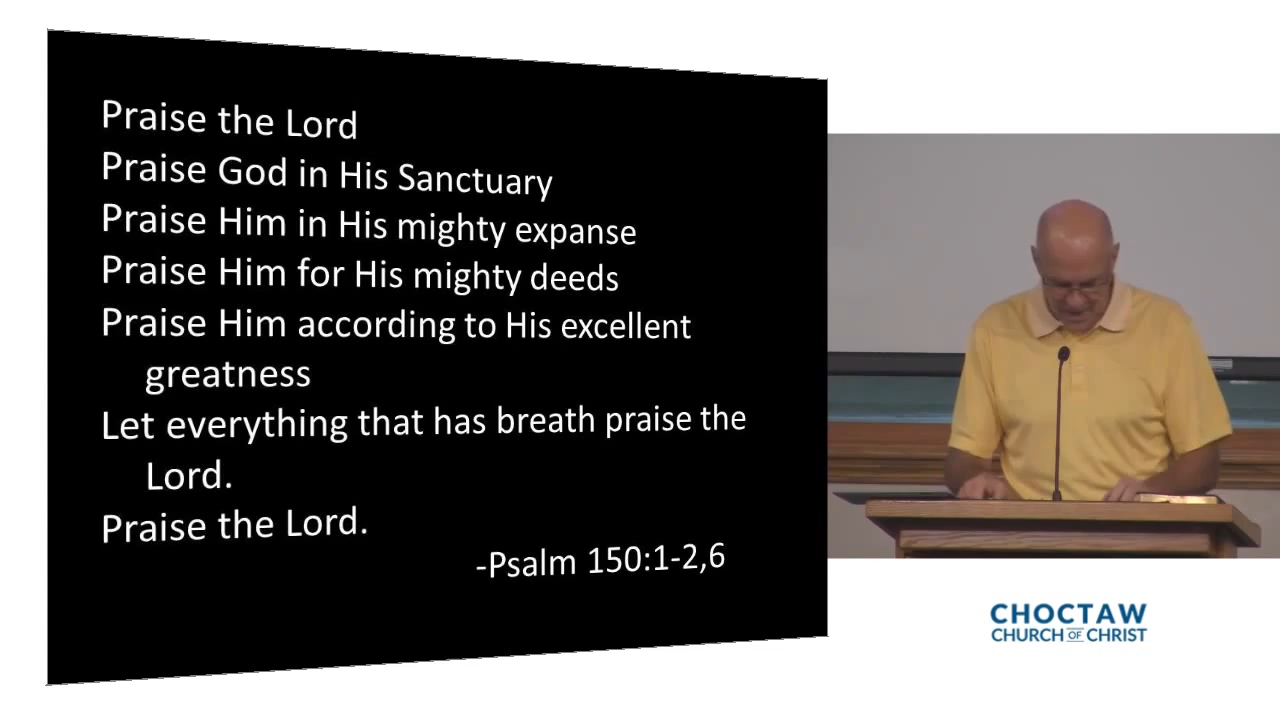 Praise the Lord
Praise God in His Sanctuary
Praise Him in His mighty expanse
Praise Him for His mighty deeds
Praise Him according to His excellent
greatness
Let everything that has breath praise the
Lord.
Praise the Lord.
-Psalm 150:1-2,6
CHOCTAW
CHURCH OF CHRIST